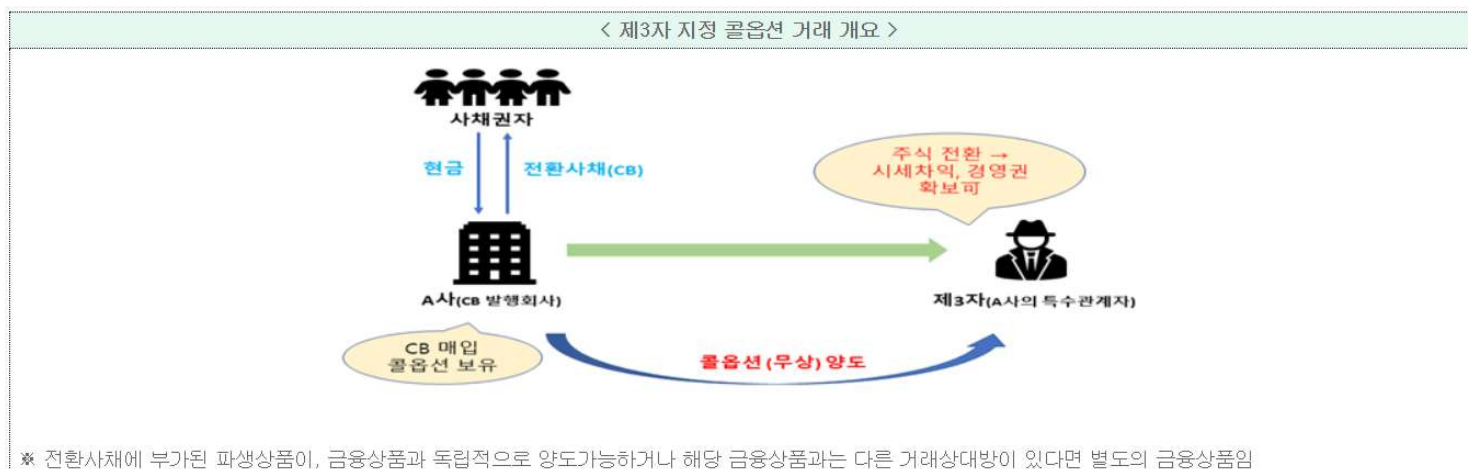 < 제3자 지정 콜옵션 거래 개요 >
사채권자
현금
전환사채(CB)
주식 전환 →
시세차익, 경영권
확보可
A사(CB 발행회사)
제3자(A사의 특수관계자)
CB 매입
콜옵션 보유
콜옵션 (무상) 양도
※ 전환사채에 부가된 파생상품이, 금융상품과 독립적으로 양도가능하거나 해당 금융상품과는 다른 거래상대방이 있다면 별도의 금융상품임